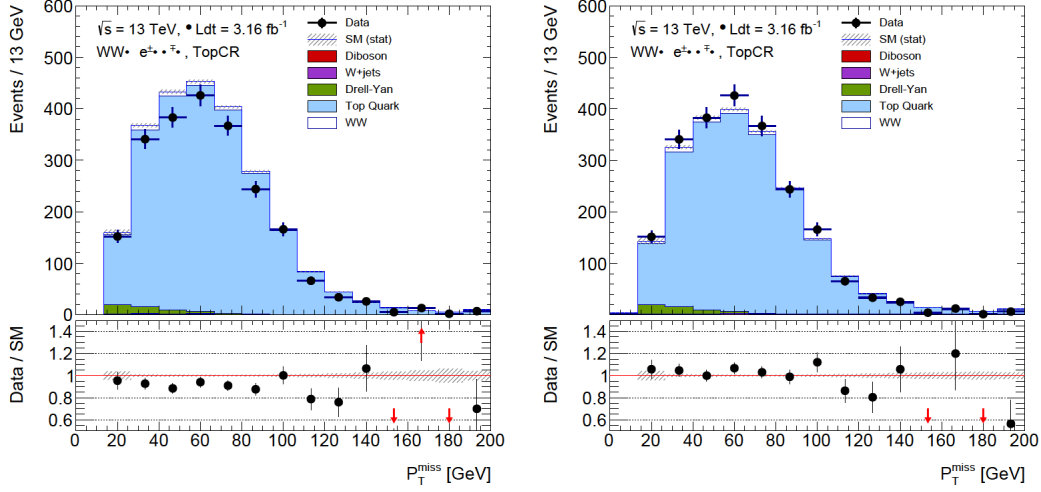 Events / 13 GeV
600
500
400
300
200
100
0
√s = 13 TeV, • Ldt = 3.16 fb⁻¹
WW• • e±• •∓• , TopCR
Data
SM (stat)
Diboson
W+jets
Drell-Yan
Top Quark
WW
Data / SM
1.4
1.2
1
0.8
0.6
0 20 40 60 80 100 120 140 160 180 200
P_T^miss [GeV]
Events / 13 GeV
600
500
400
300
200
100
0
√s = 13 TeV, • Ldt = 3.16 fb⁻¹
WW• • e±• •∓• , TopCR
Data
SM (stat)
Diboson
W+jets
Drell-Yan
Top Quark
WW
Data / SM
1.4
1.2
1
0.8
0.6
0 20 40 60 80 100 120 140 160 180 200
P_T^miss [GeV]